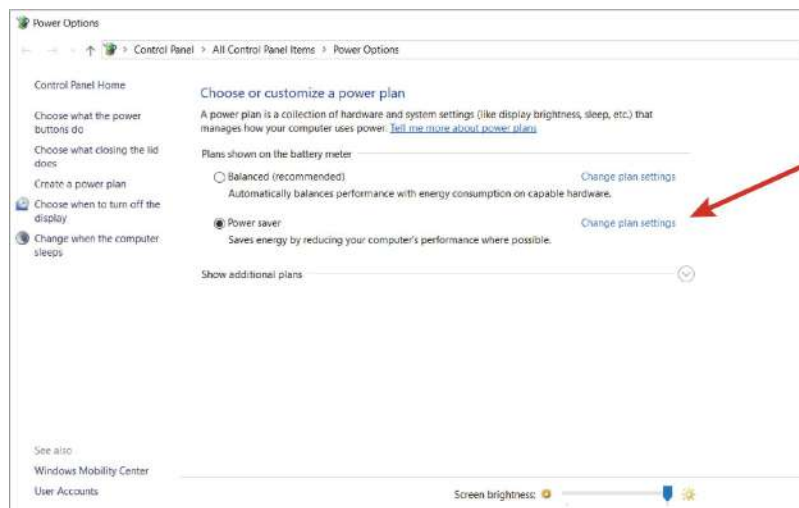 Power Options
Control Panel > All Control Panel Items > Power Options
Control Panel Home
Choose what the power
buttons do
Choose what closing the lid
does
Create a power plan
Choose when to turn off the
display
Change when the computer
sleeps
See also
Windows Mobility Center
User Accounts
Choose or customize a power plan
A power plan is a collection of hardware and system settings (like display brightness, sleep, etc.) that
manages how your computer uses power. Tell me more about power plans
Plans shown on the battery meter
Balanced (recommended) Change plan settings
Automatically balances performance with energy consumption on capable hardware.
Power saver Change plan settings
Saves energy by reducing your computer's performance where possible.
Show additional plans
Screen brightness: